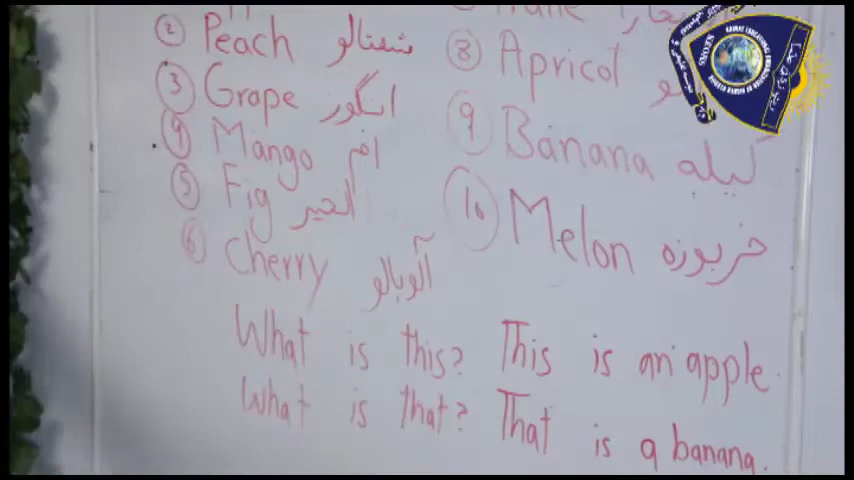 ② Peach شفتالو
③ Grape انگور
④ Mango ام
⑤ Fig انجیر
⑥ Cherry آلوبالو
⑧ Apricot
⑨ Banana کیله
⑩ Melon خربوزه
What is this? This is an apple.
What is that? That is a banana.